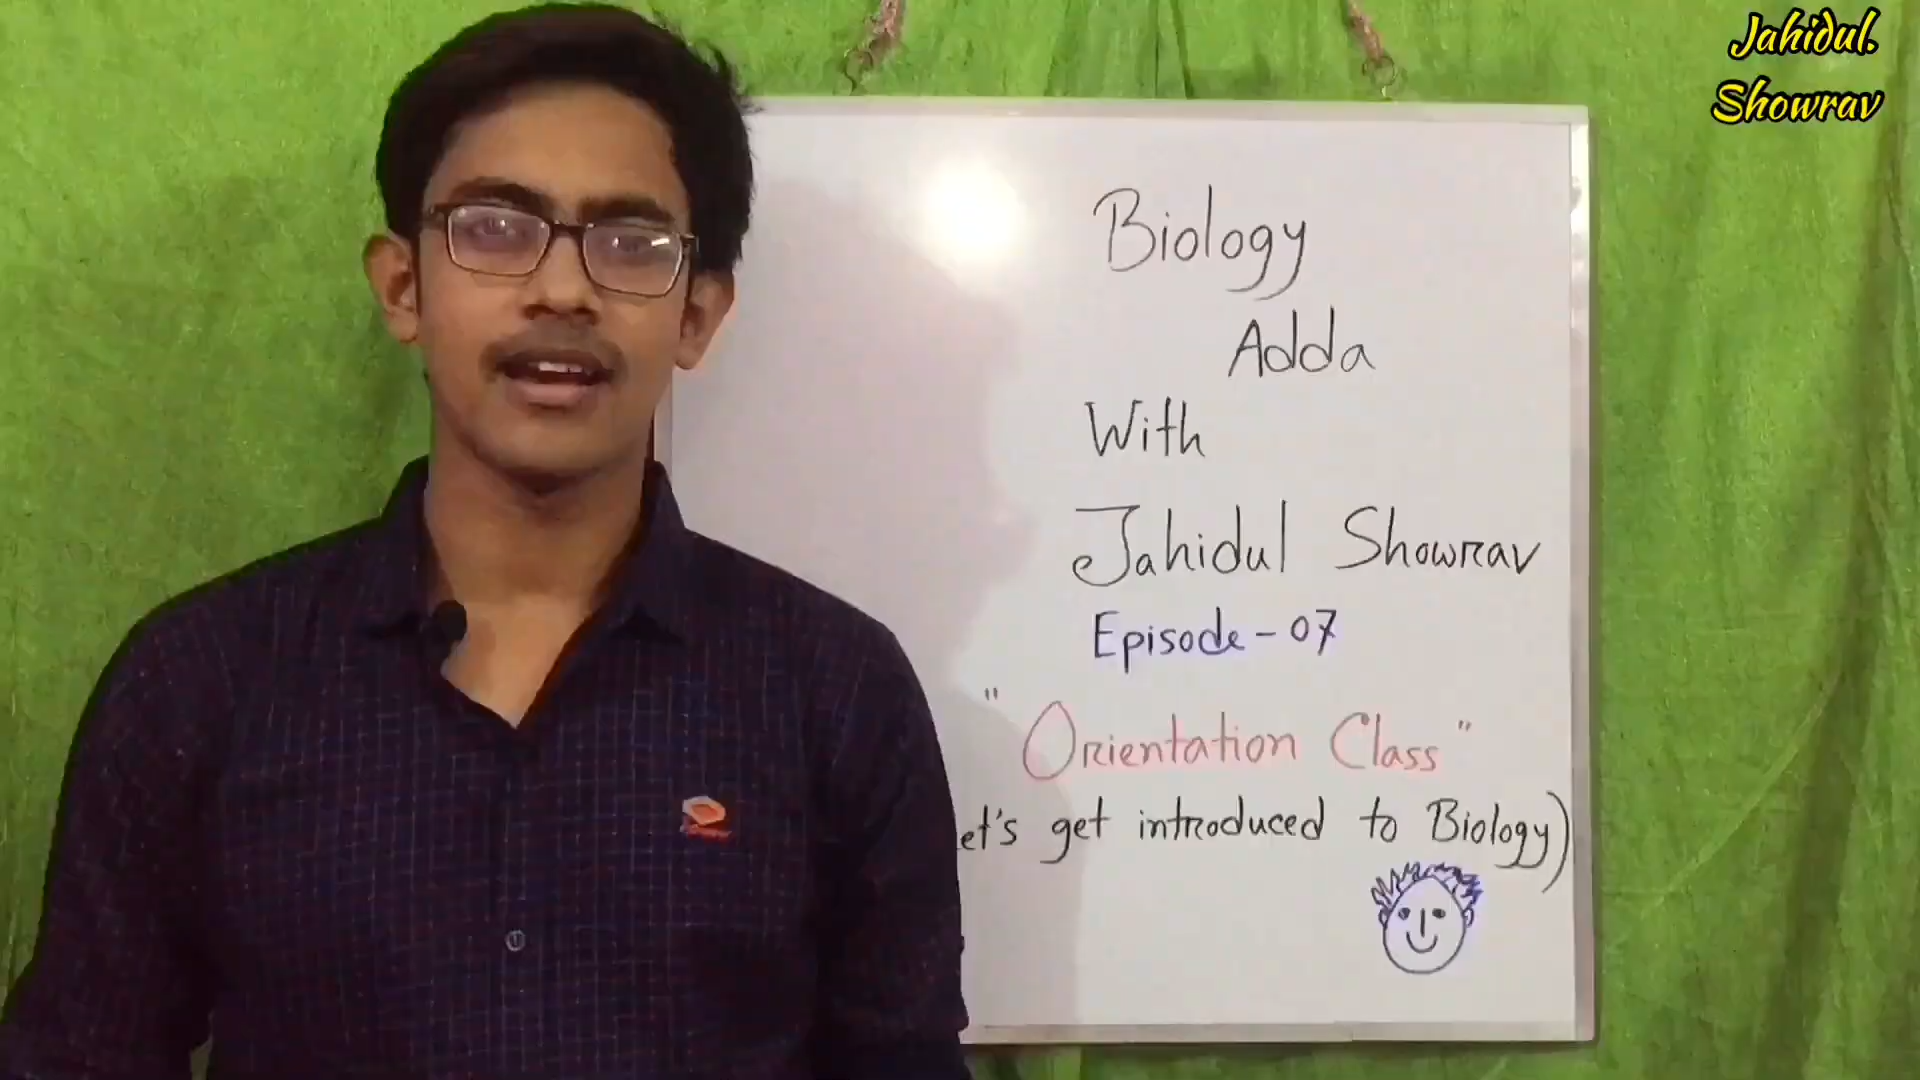 Jahidul.
Showrav
Biology
Adda
With
Jahidul Showrav
Episode-07
"Orientation Class"
et's get introduced to Biology)